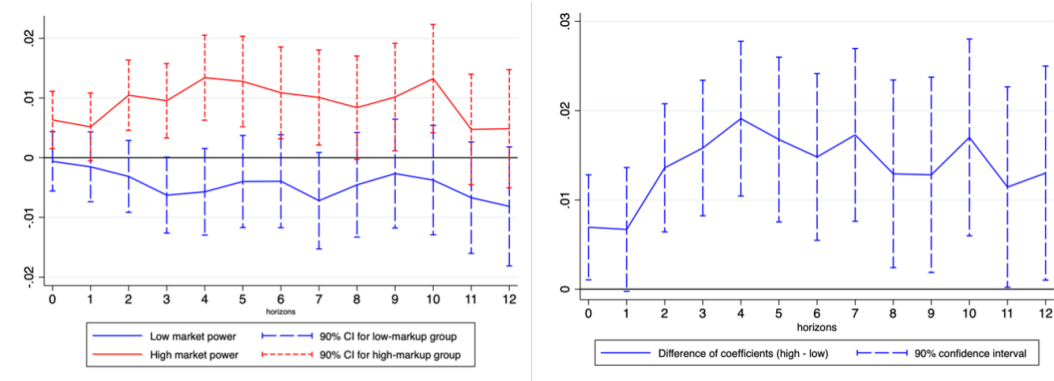 .02
.01
0
-.01
-.02
0 1 2 3 4 5 6 7 8 9 10 11 12
horizons
Low market power 90% CI for low-markup group
High market power 90% CI for high-markup group
.03
.02
.01
0
0 1 2 3 4 5 6 7 8 9 10 11 12
horizons
Difference of coefficients (high - low) 90% confidence interval